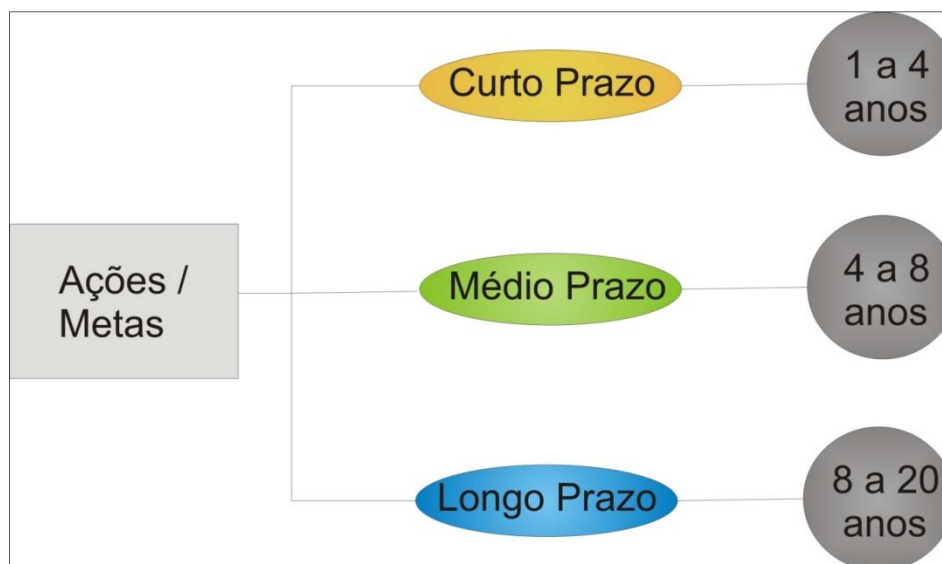 Curto Prazo
1 a 4
anos
Ações /
Metas
Médio Prazo
4 a 8
anos
Longo Prazo
8 a 20
anos